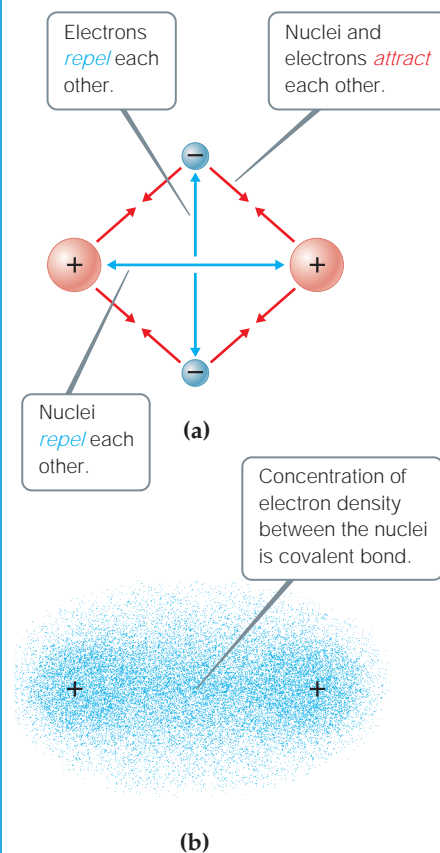 Electrons
repel each
other.
Nuclei and
electrons attract
each other.
−
+
+
−
Nuclei
repel each
other.
(a)
Concentration of
electron density
between the nuclei
is covalent bond.
+
+
(b)